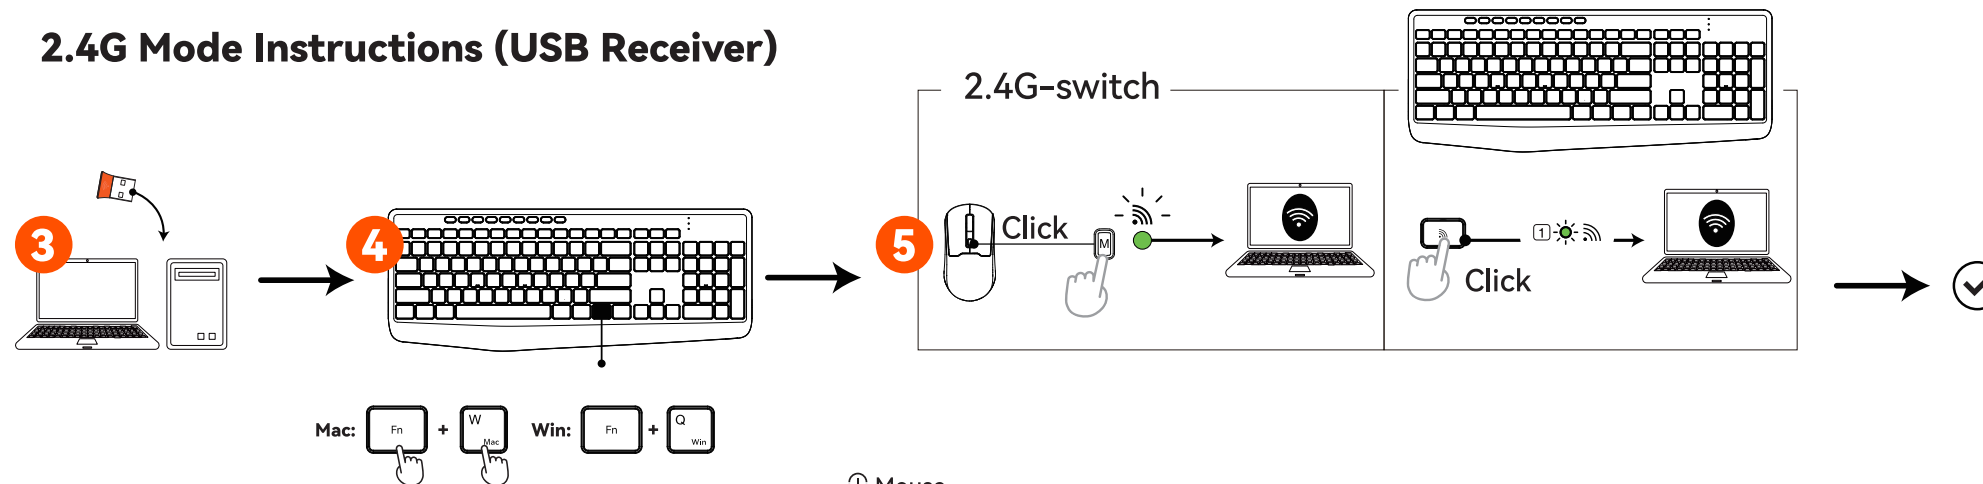 2.4G Mode Instructions (USB Receiver)
2.4G-switch
3
4
5
Click
M
1
Click
Mac: Fn + W Mac Win: Fn + Q Win
Mouse